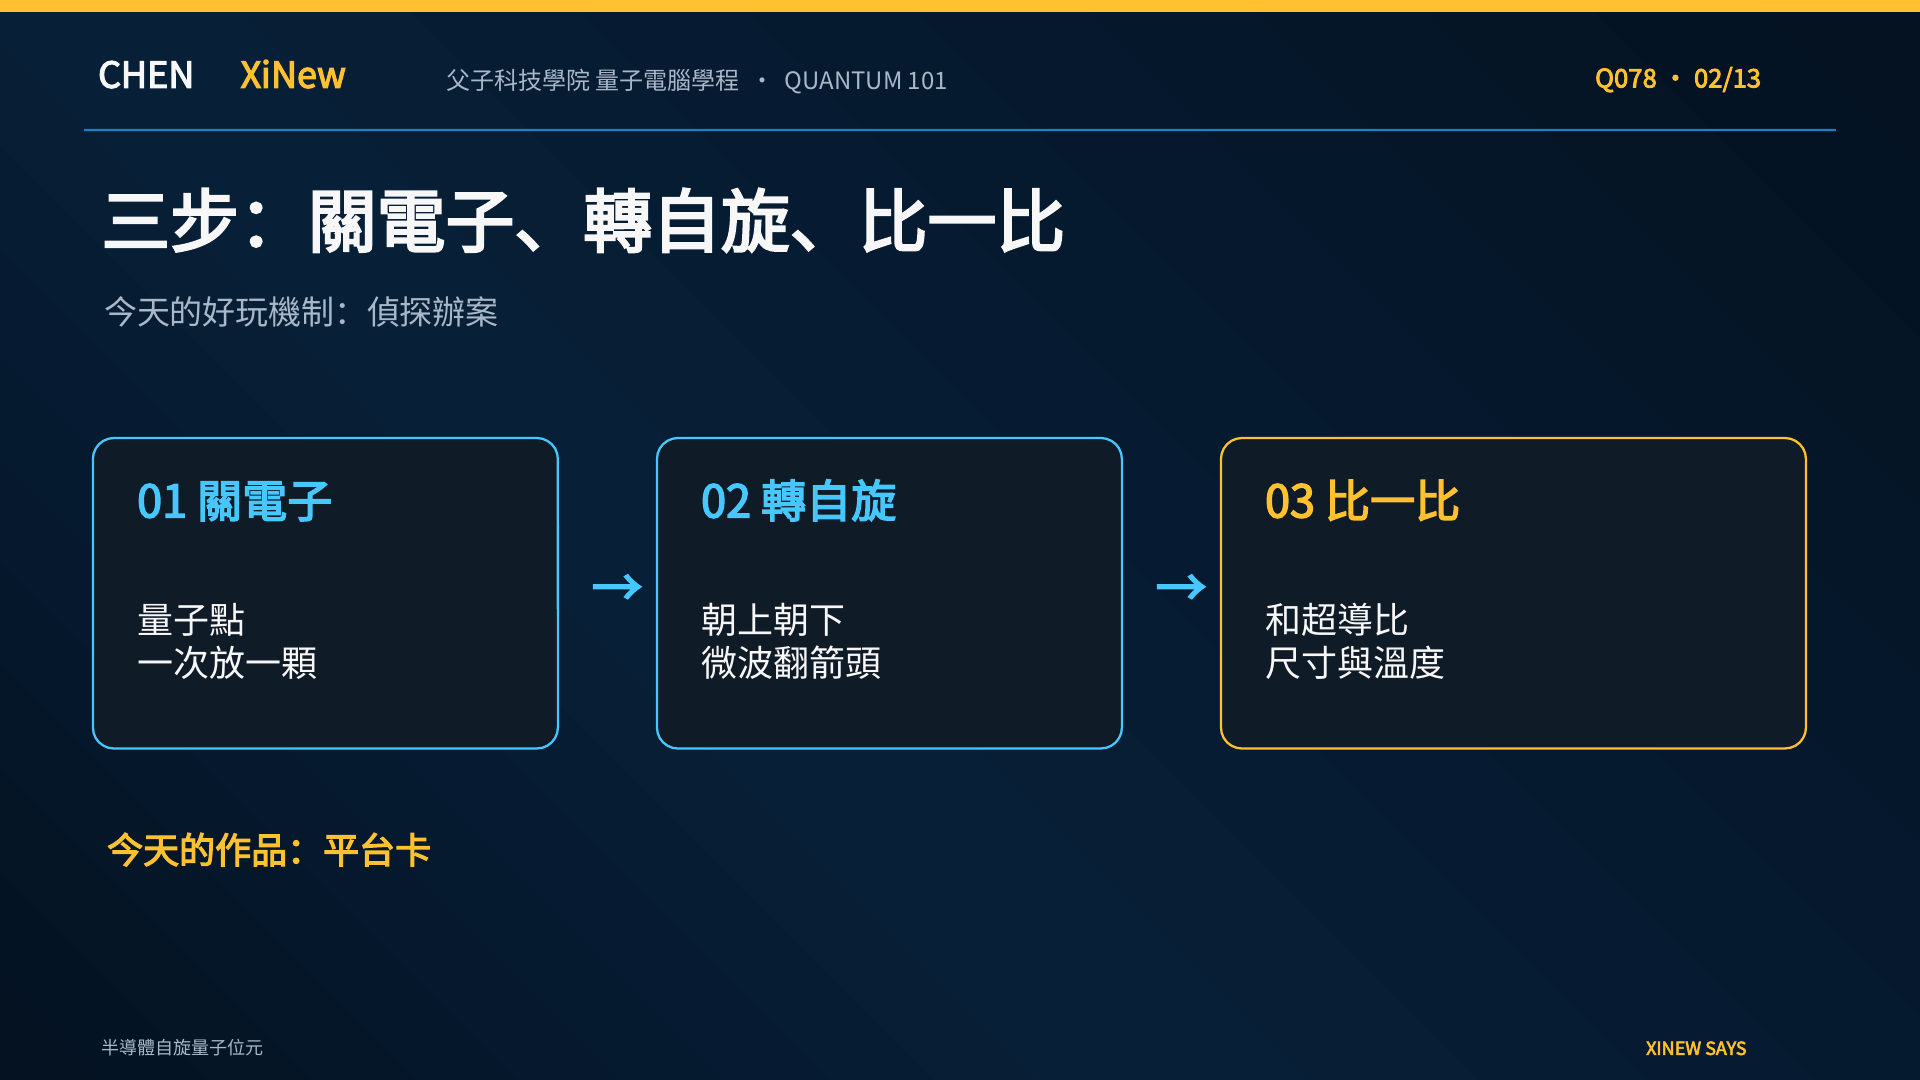 CHEN XiNew 父子科技學院 量子電腦學程 · QUANTUM 101 Q078 · 02/13
三步：關電子、轉自旋、比一比
今天的好玩機制：偵探辦案
01 關電子
量子點
一次放一顆
→
02 轉自旋
朝上朝下
微波翻箭頭
→
03 比一比
和超導比
尺寸與溫度
今天的作品：平台卡
半導體自旋量子位元 XINEW SAYS